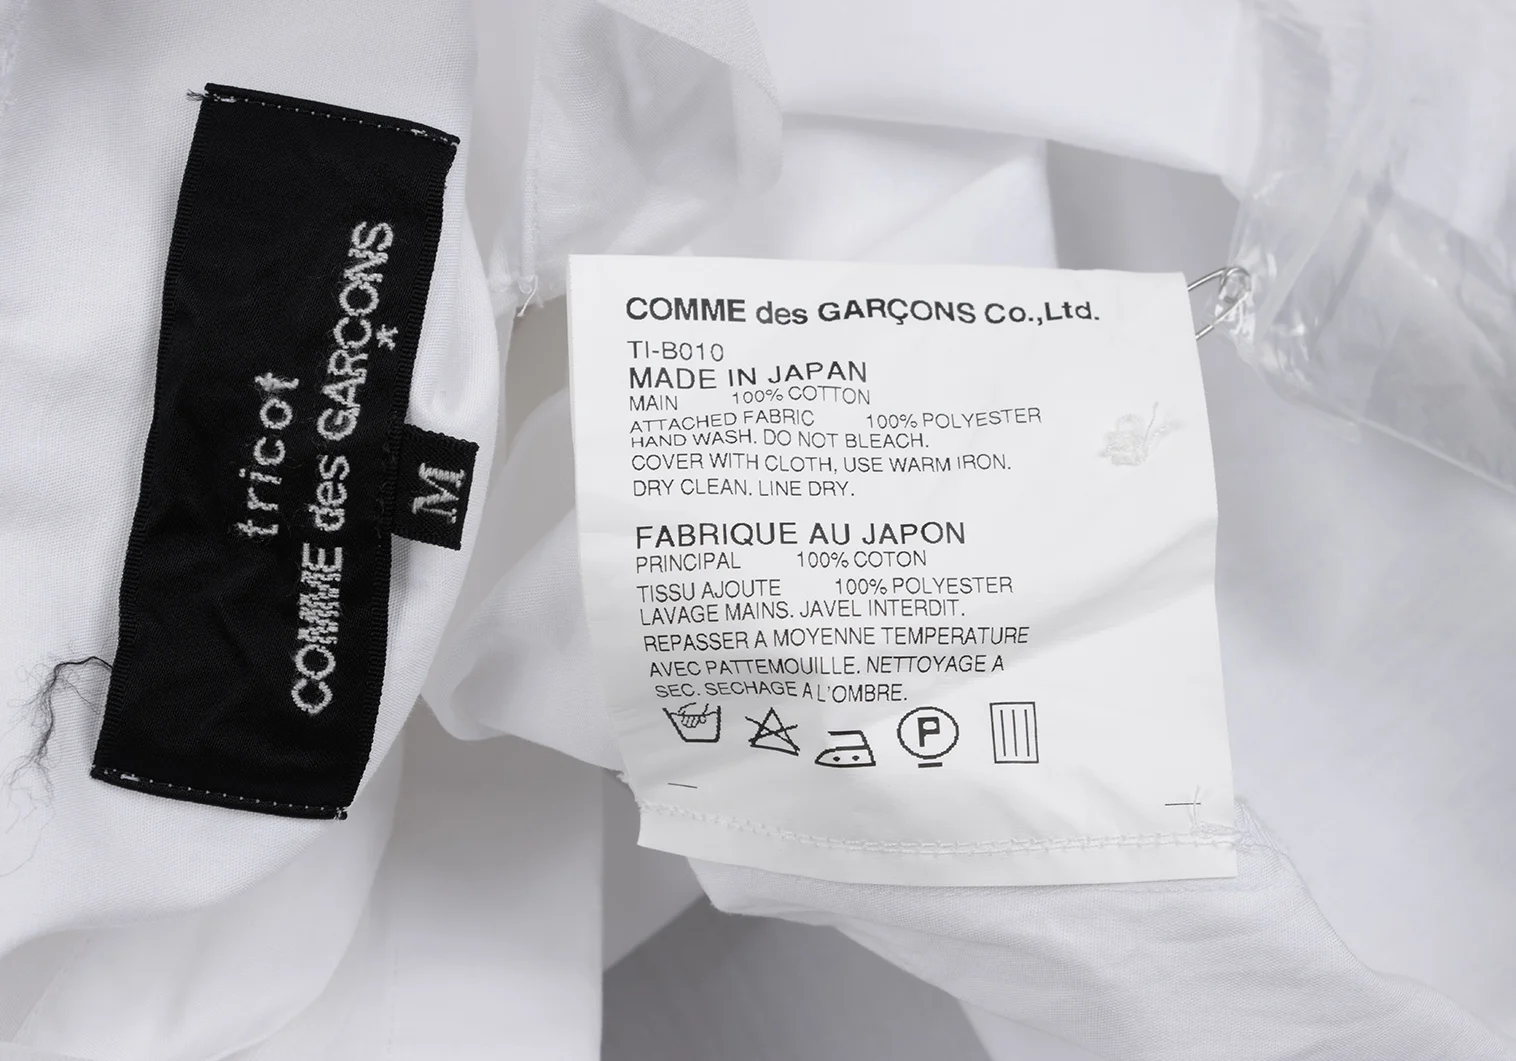 tricot
COMME des GARÇONS
*
M
COMME des GARÇONS Co.,Ltd.
TI-B010
MADE IN JAPAN
MAIN 100% COTTON
ATTACHED FABRIC 100% POLYESTER
HAND WASH. DO NOT BLEACH.
COVER WITH CLOTH, USE WARM IRON.
DRY CLEAN. LINE DRY.
FABRIQUE AU JAPON
PRINCIPAL 100% COTON
TISSU AJOUTE 100% POLYESTER
LAVAGE MAINS. JAVEL INTERDIT.
REPASSER A MOYENNE TEMPERATURE
AVEC PATTEMOUILLE. NETTOYAGE A
SEC. SECHAGE A L'OMBRE.
P